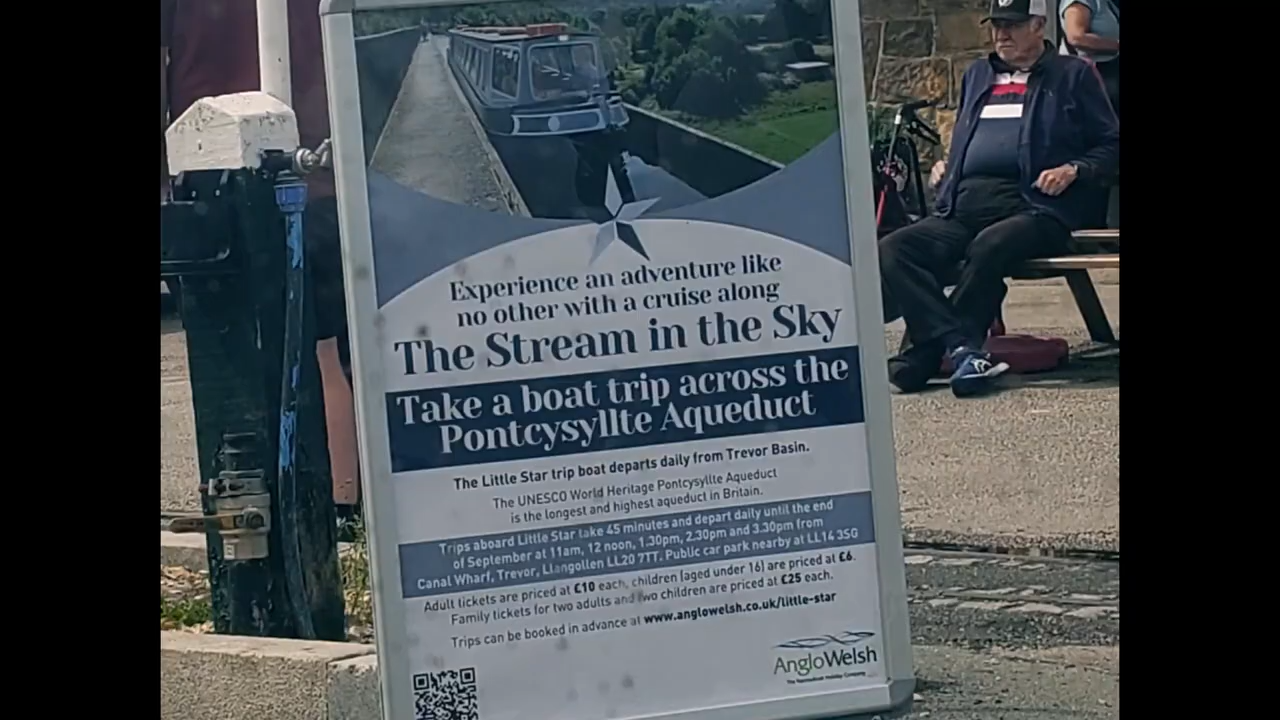 Experience an adventure like
no other with a cruise along
The Stream in the Sky
Take a boat trip across the
Pontcysyllte Aqueduct
The Little Star trip boat departs daily from Trevor Basin.
The UNESCO World Heritage Pontcysyllte Aqueduct
is the longest and highest aqueduct in Britain.
Trips aboard Little Star take 45 minutes and depart daily until the end
of September at 11am, 12 noon, 1.30pm, 2.30pm and 3.30pm from
Canal Wharf, Trevor, Llangollen LL20 7TT. Public car park nearby at LL14 3SG
Adult tickets are priced at £10 each, children (aged under 16) are priced at £6.
Family tickets for two adults and two children are priced at £25 each.
Trips can be booked in advance at www.anglowelsh.co.uk/little-star
AngloWelsh
The Narrowboat Holiday Company